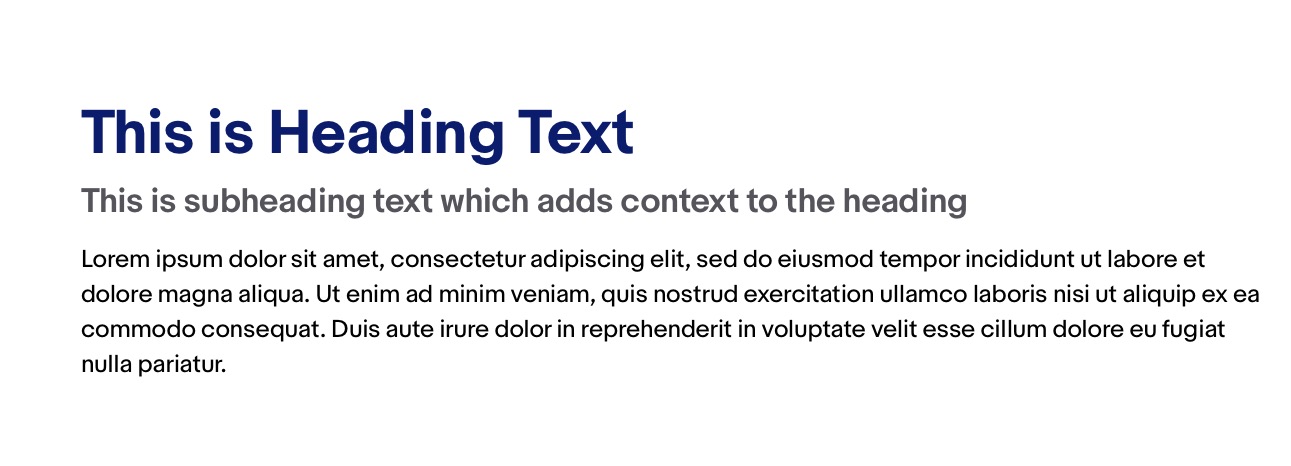 This is Heading Text
This is subheading text which adds context to the heading
Lorem ipsum dolor sit amet, consectetur adipiscing elit, sed do eiusmod tempor incididunt ut labore et
dolore magna aliqua. Ut enim ad minim veniam, quis nostrud exercitation ullamco laboris nisi ut aliquip ex ea
commodo consequat. Duis aute irure dolor in reprehenderit in voluptate velit esse cillum dolore eu fugiat
nulla pariatur.